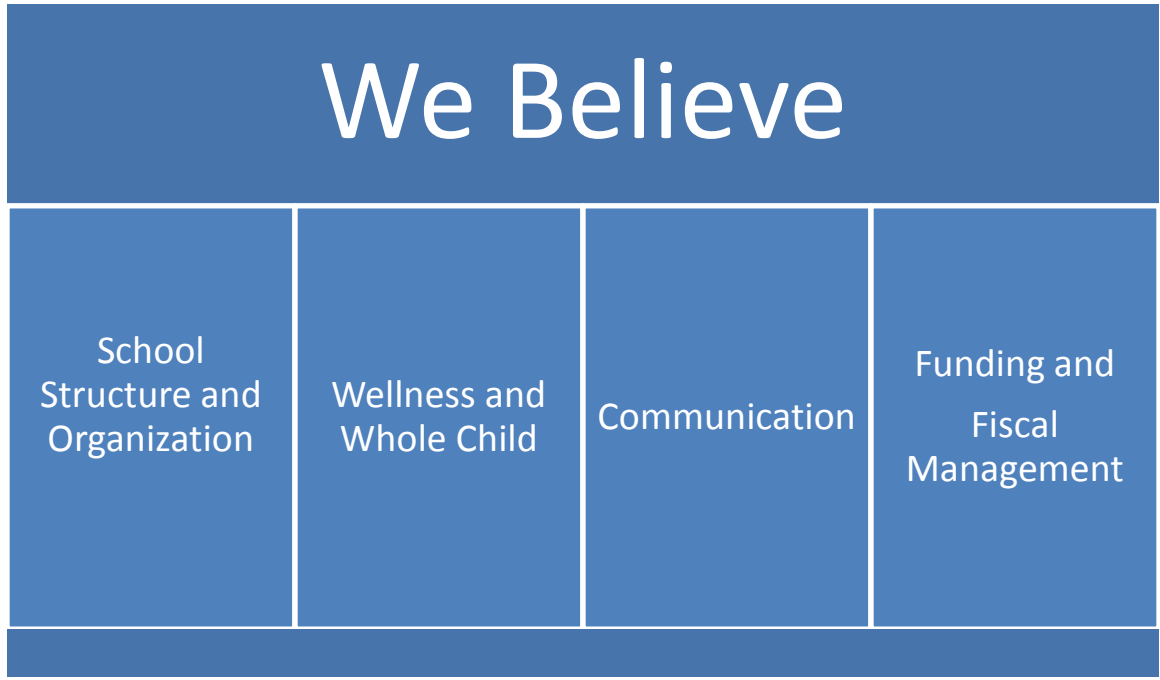 We Believe
School
Structure and
Organization
Wellness and
Whole Child
Communication
Funding and
Fiscal
Management